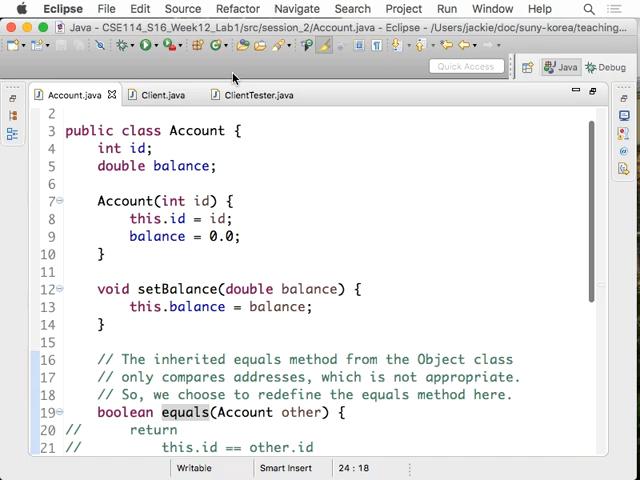 Eclipse File Edit Source Refactor Navigate Search Project Run Window Help
Java - CSE114_S16_Week12_Lab1/src/session_2/Account.java - Eclipse - /Users/jackie/doc/suny-korea/teaching...
Quick Access
Java
Debug
Account.java
Client.java
ClientTester.java
2
3 public class Account {
4 int id;
5 double balance;
6
7 Account(int id) {
8 this.id = id;
9 balance = 0.0;
10 }
11
12 void setBalance(double balance) {
13 this.balance = balance;
14 }
15
16 // The inherited equals method from the Object class
17 // only compares addresses, which is not appropriate.
18 // So, we choose to redefine the equals method here.
19 boolean equals(Account other) {
20 // return
21 // this.id == other.id
Writable Smart Insert 24 : 18